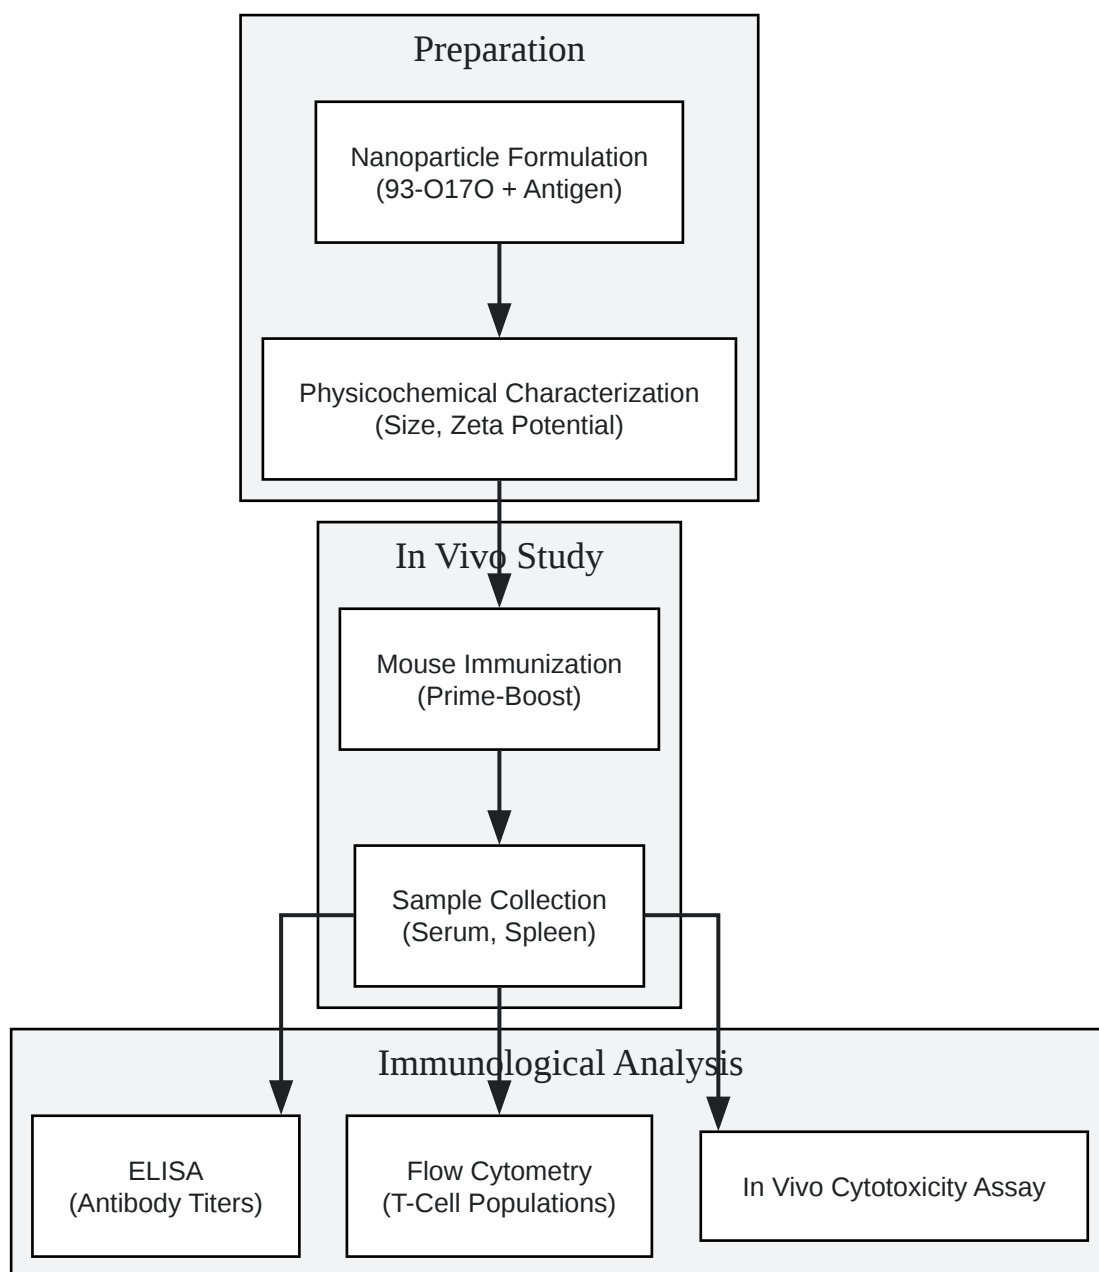 Preparation
Nanoparticle Formulation
(93-O17O + Antigen)
Physicochemical Characterization
(Size, Zeta Potential)
In Vivo Study
Mouse Immunization
(Prime-Boost)
Sample Collection
(Serum, Spleen)
Immunological Analysis
ELISA
(Antibody Titers)
Flow Cytometry
(T-Cell Populations)
In Vivo Cytotoxicity Assay